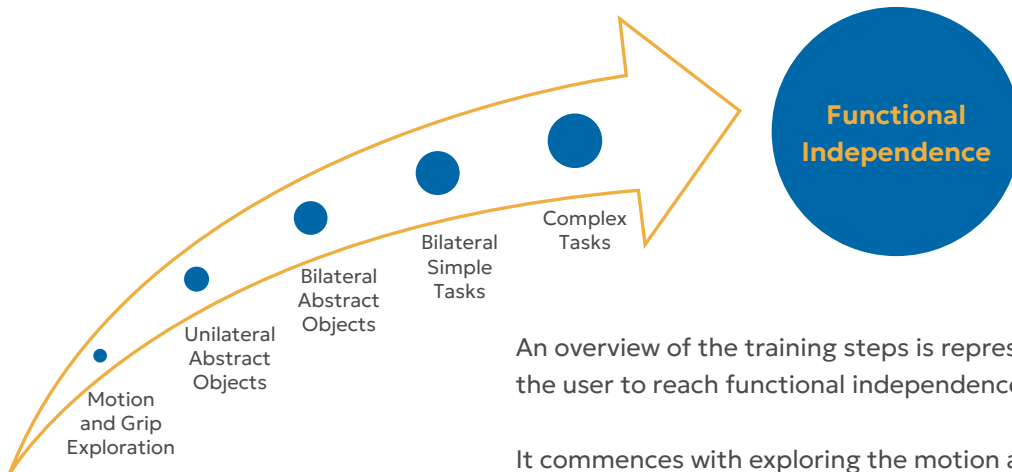 Functional
Independence
Complex
Tasks
Bilateral
Simple
Tasks
Bilateral
Abstract
Objects
Unilateral
Abstract
Objects
Motion
and Grip
Exploration
An overview of the training steps is
the user to reach functional independence
It commences with exploring the motion